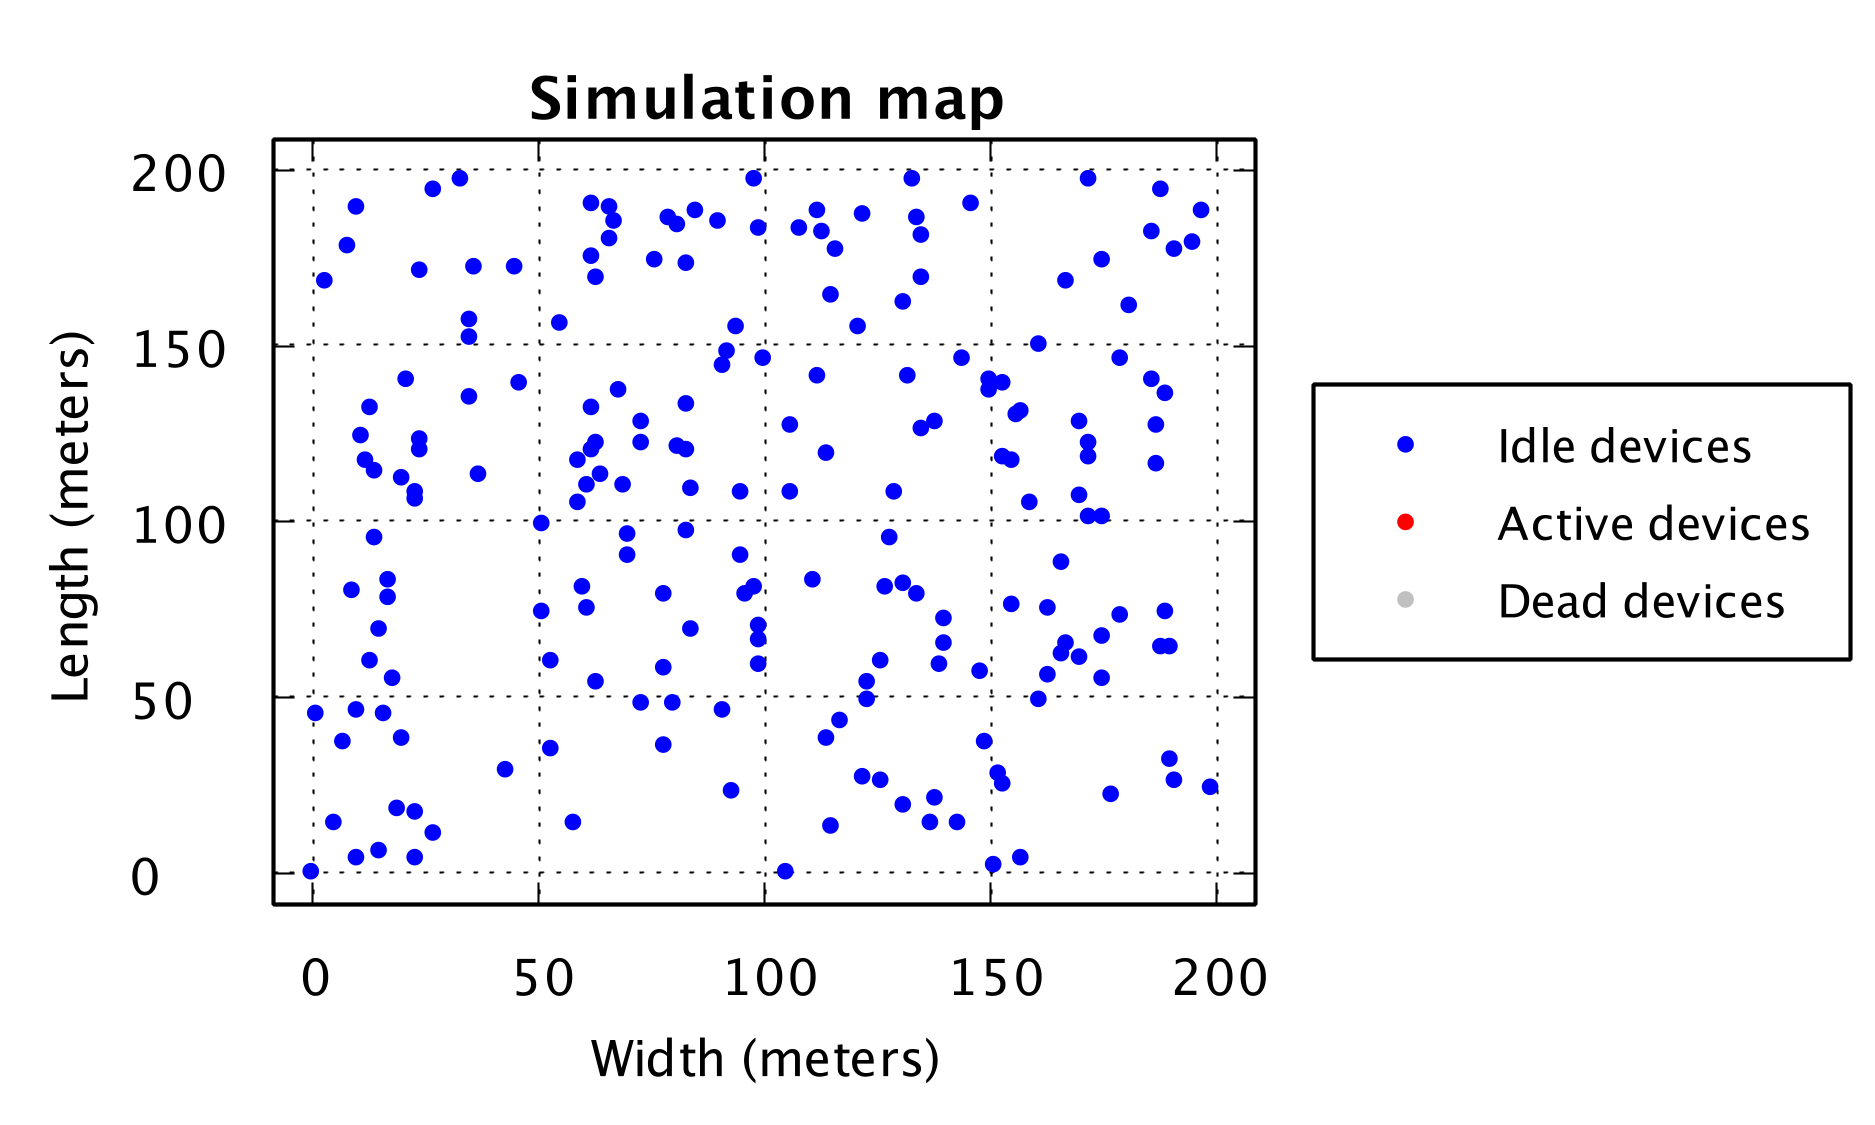 Simulation map
200
150
100
50
0
Length (meters)
0 50 100 150 200
Width (meters)
Idle devices
Active devices
Dead devices